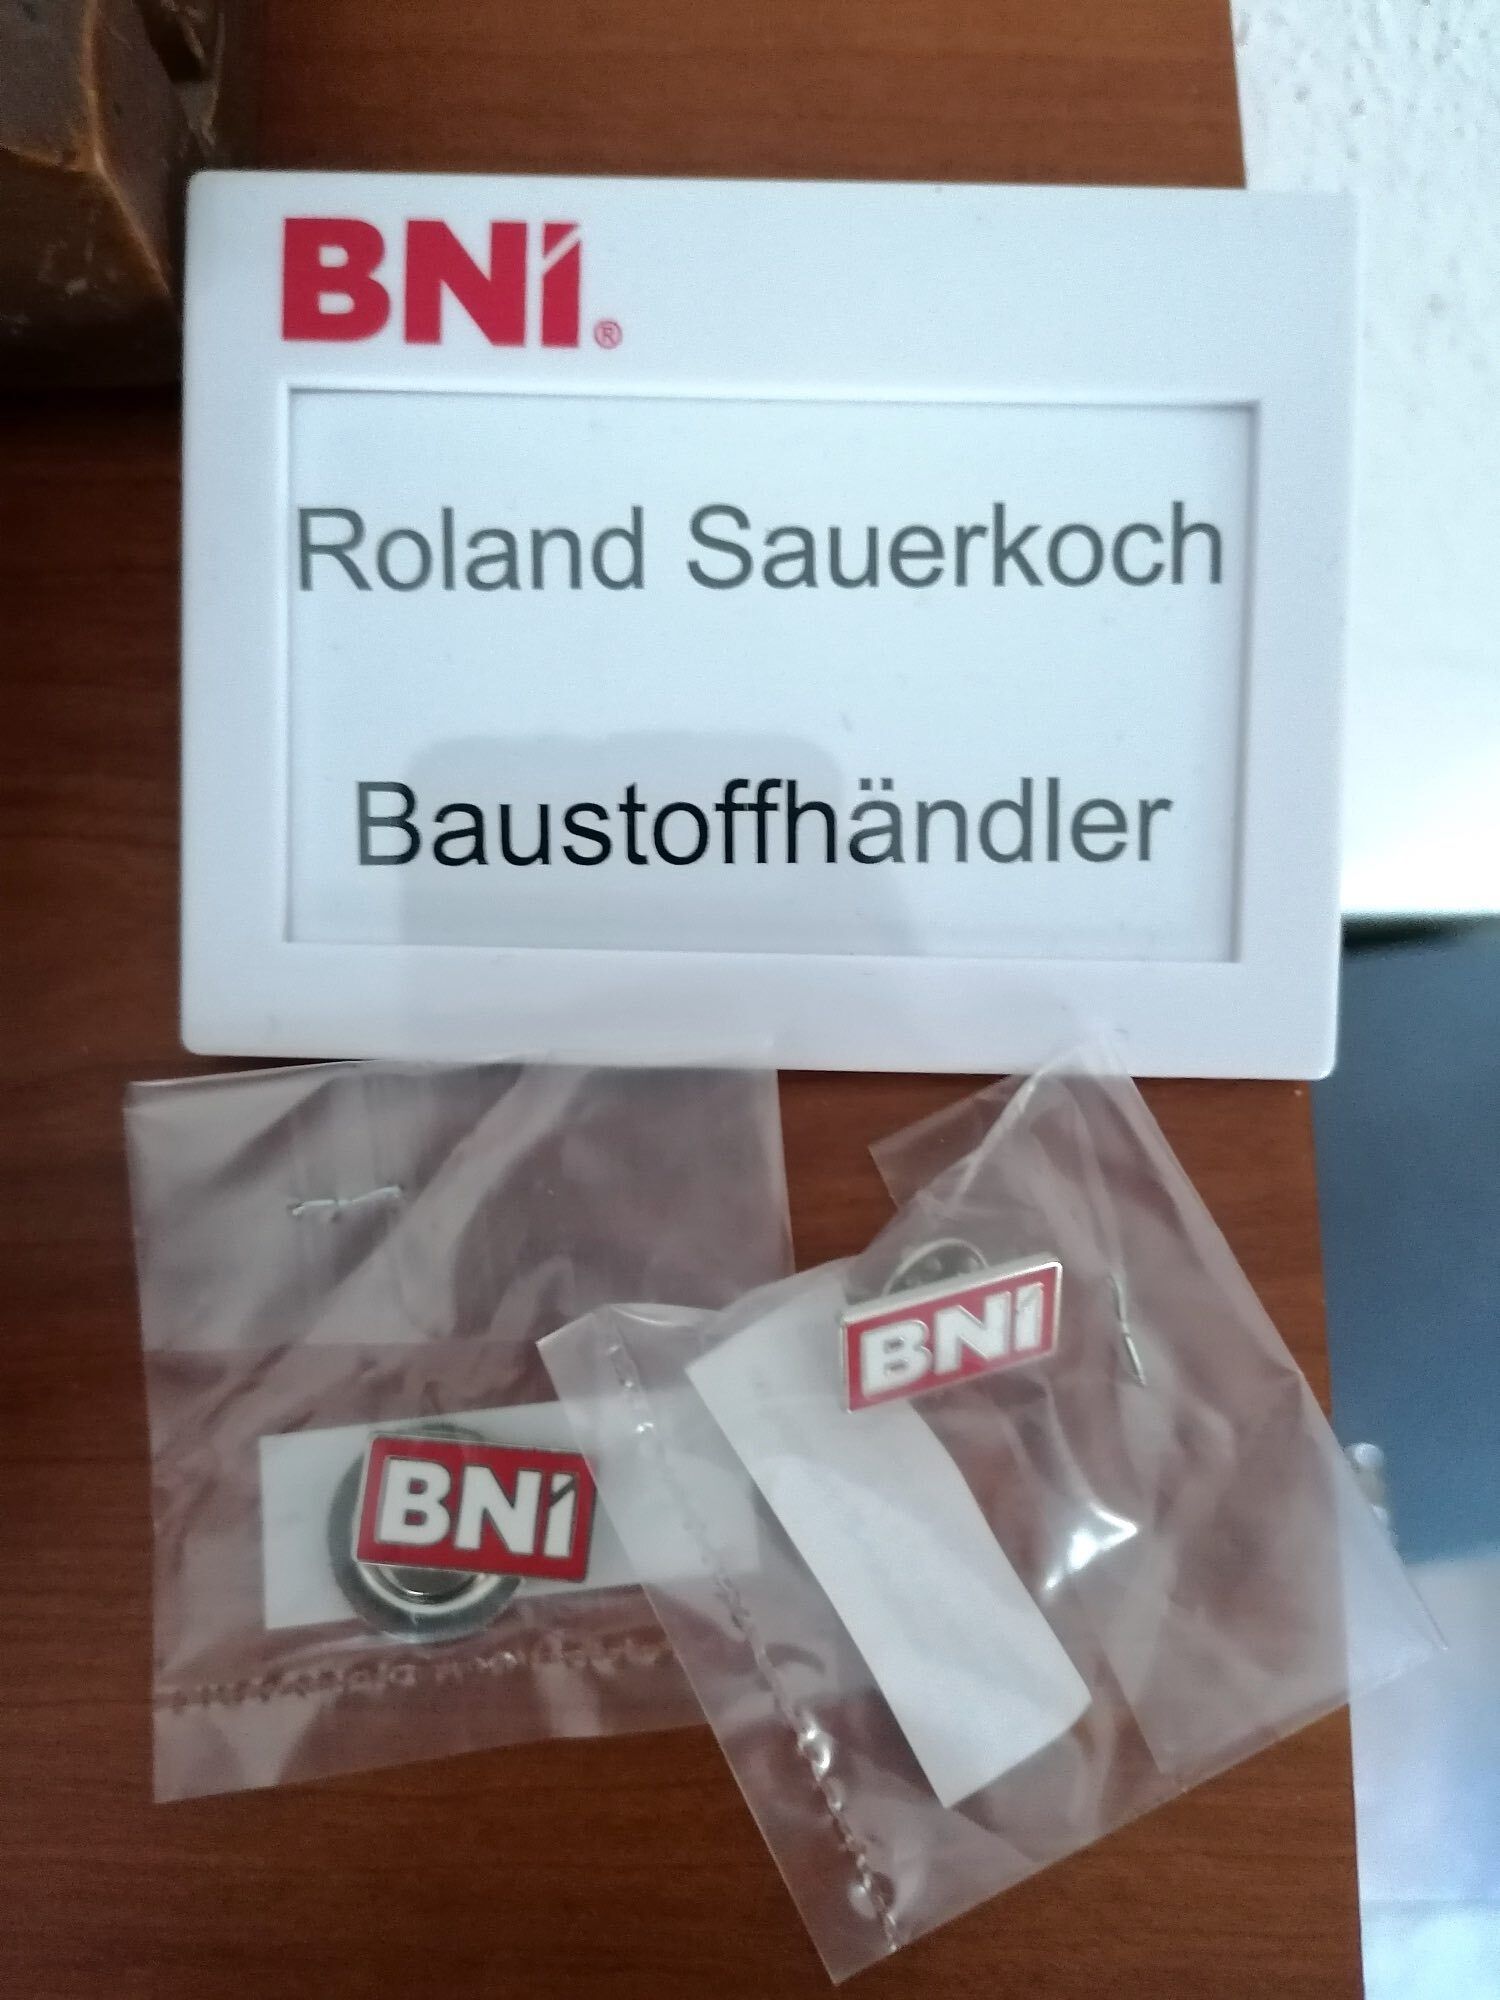 BNI®
Roland Sauerkoch
Baustoffhändler
BNI
BNI